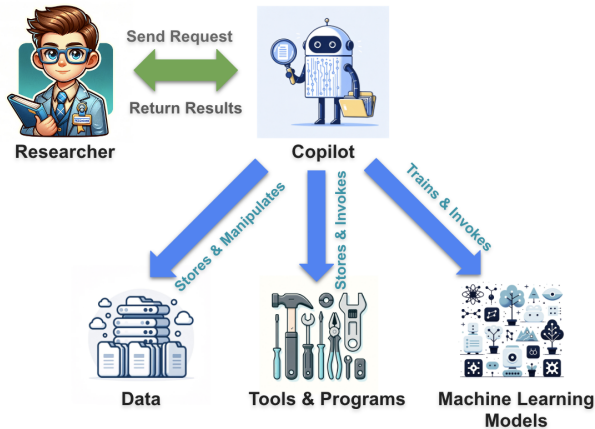 Send Request
Return Results
Researcher
Copilot
Stores & Manipulates
Stores & Invokes
Trains & Invokes
Data
Tools & Programs
Machine Learning
Models